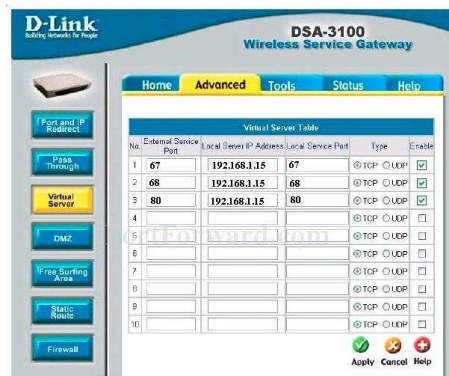 D-Link
Building Networks for People
DSA-3100
Wireless Service Gateway
Home Advanced Tools Status Help
Port and IP Redirect
Pass Through
Virtual Server
DMZ
Free Surfing Area
Static Route
Firewall
Virtual Server Table
No. External Service Port Local Server IP Address Local Service Port Type Enable
1 67 192.168.1.15 67 TCP UDP
2 68 192.168.1.15 68 TCP UDP
3 80 192.168.1.15 80 TCP UDP
4 TCP UDP
5 TCP UDP
6 TCP UDP
7 TCP UDP
8 TCP UDP
9 TCP UDP
10 TCP UDP
PortForward.com
Apply Cancel Help